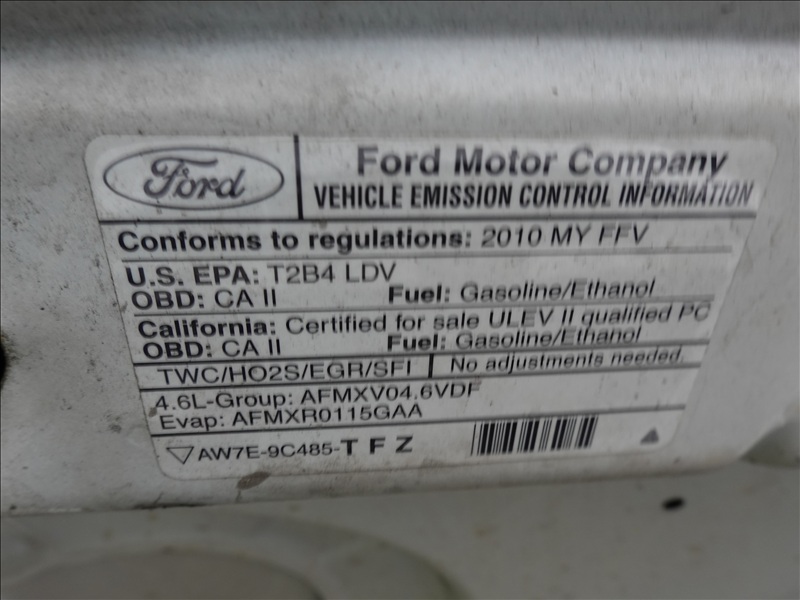 Ford
Ford Motor Company
VEHICLE EMISSION CONTROL INFORMATION
Conforms to regulations: 2010 MY FFV
U.S. EPA: T2B4 LDV
OBD: CA II Fuel: Gasoline/Ethanol
California: Certified for sale ULEV II qualified PC
OBD: CA II Fuel: Gasoline/Ethanol
TWC/HO2S/EGR/SFI No adjustments needed.
4.6L-Group: AFMXV04.6VDF
Evap: AFMXR0115GAA
AW7E-9C485-T F Z